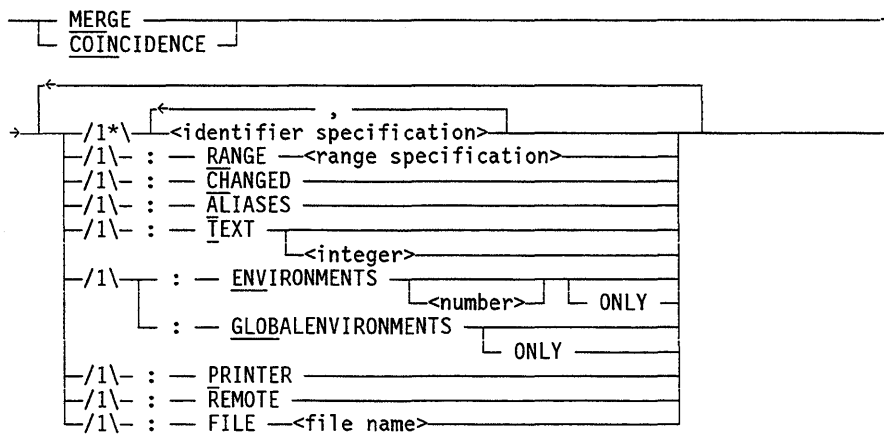 MERGE
COINCIDENCE
,
/1*\ <identifier specification>
/1\ : RANGE <range specification>
/1\ : CHANGED
/1\ : ALIASES
/1\ : TEXT
<integer>
/1\ : ENVIRONMENTS
<number> ONLY
: GLOBALENVIRONMENTS
ONLY
/1\ : PRINTER
/1\ : REMOTE
/1\ : FILE <file name>